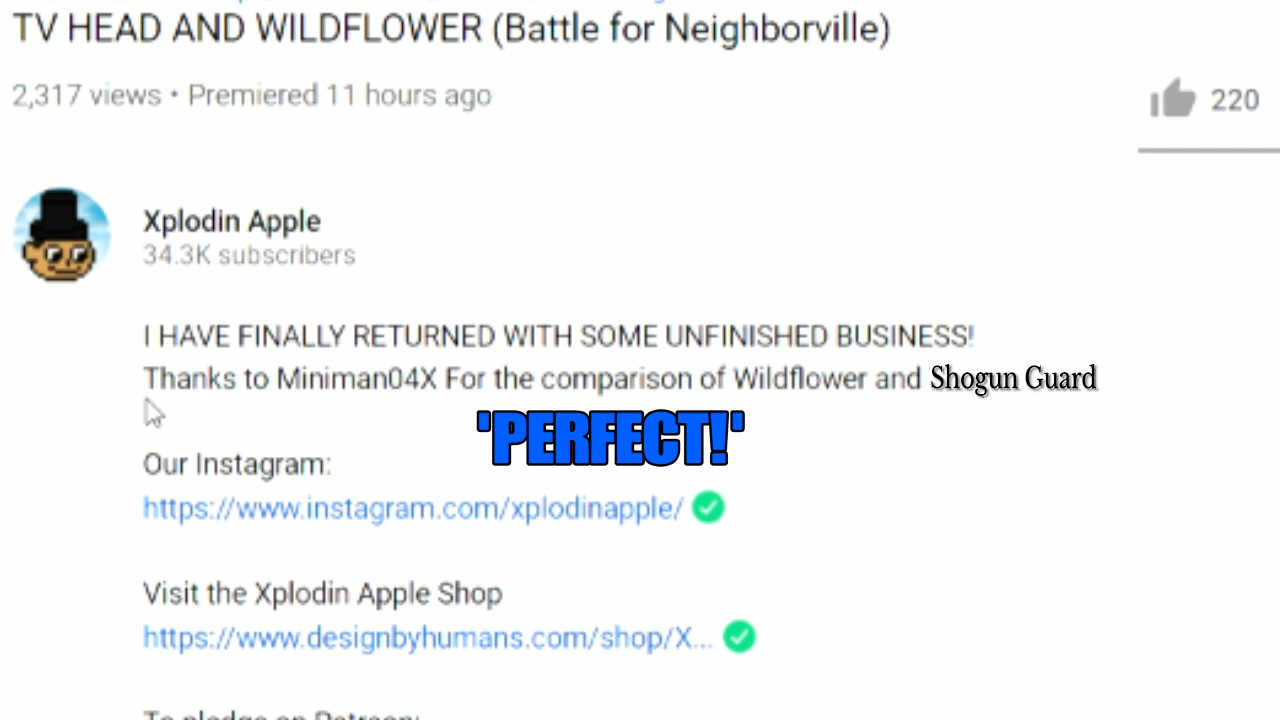 TV HEAD AND WILDFLOWER (Battle for Neighborville)
2,317 views • Premiered 11 hours ago
220
Xplodin Apple
34.3K subscribers
I HAVE FINALLY RETURNED WITH SOME UNFINISHED BUSINESS!
Thanks to Miniman04X For the comparison of Wildflower and Shogun Guard
'PERFECT!'
Our Instagram:
https://www.instagram.com/xplodinapple/
Visit the Xplodin Apple Shop
https://www.designbyhumans.com/shop/X...
To pledge on Patreon: